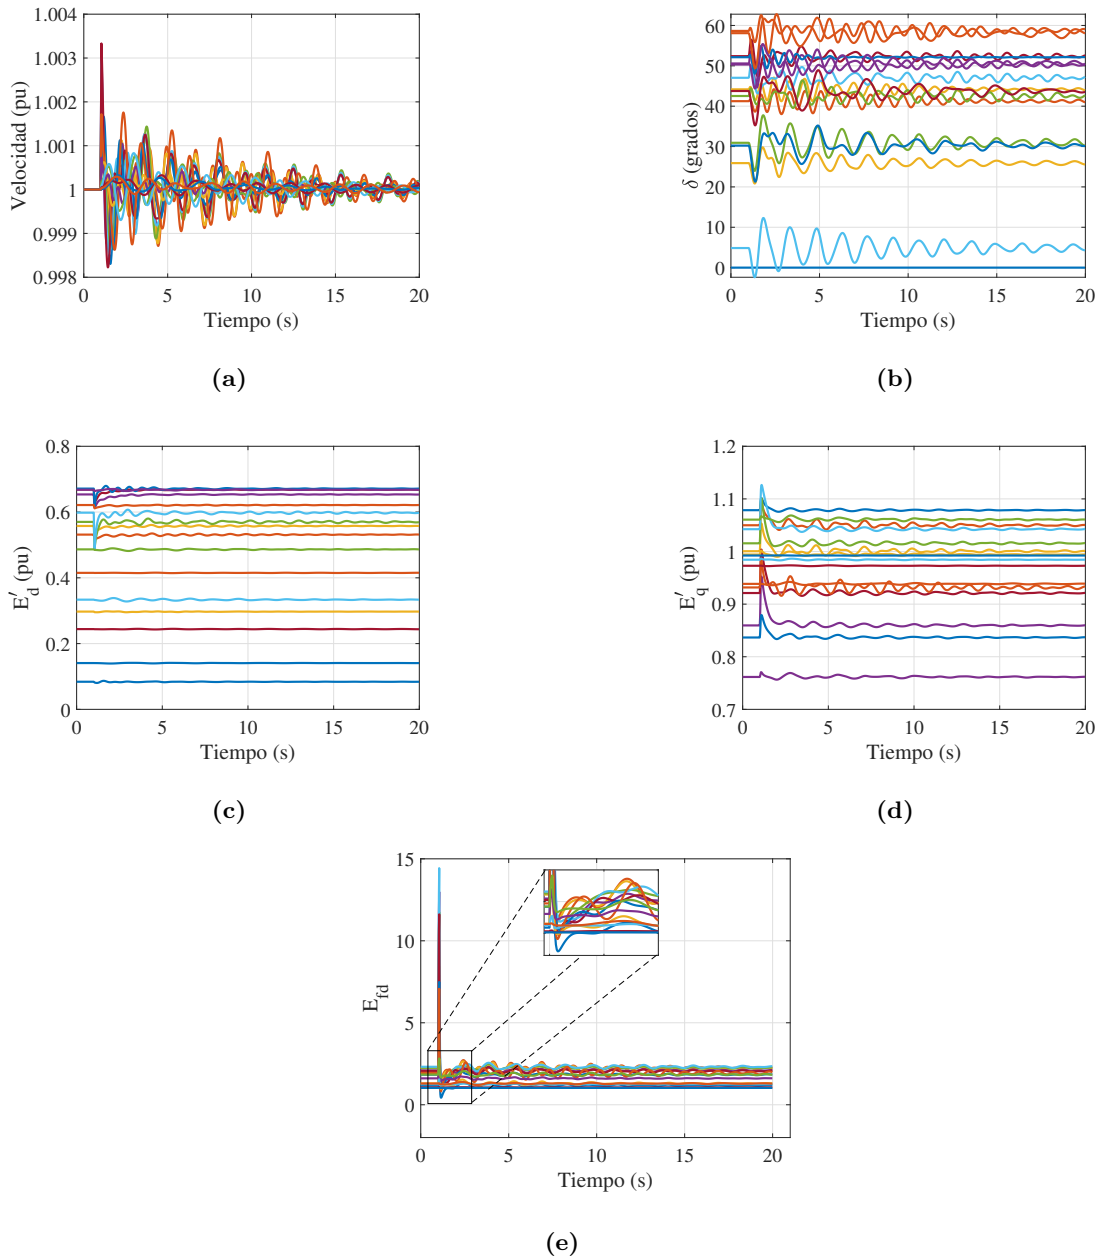 1.004
1.003
1.002
1.001
1
0.999
0.998
Velocidad (pu)
0 5 10 15 20
Tiempo (s)
(a)
60
50
40
30
20
10
0
δ (grados)
0 5 10 15 20
Tiempo (s)
(b)
0.8
0.6
0.4
0.2
0
E′d (pu)
0 5 10 15 20
Tiempo (s)
(c)
1.2
1.1
1
0.9
0.8
0.7
E′q (pu)
0 5 10 15 20
Tiempo (s)
(d)
15
10
5
0
Efd
0 5 10 15 20
Tiempo (s)
(e)